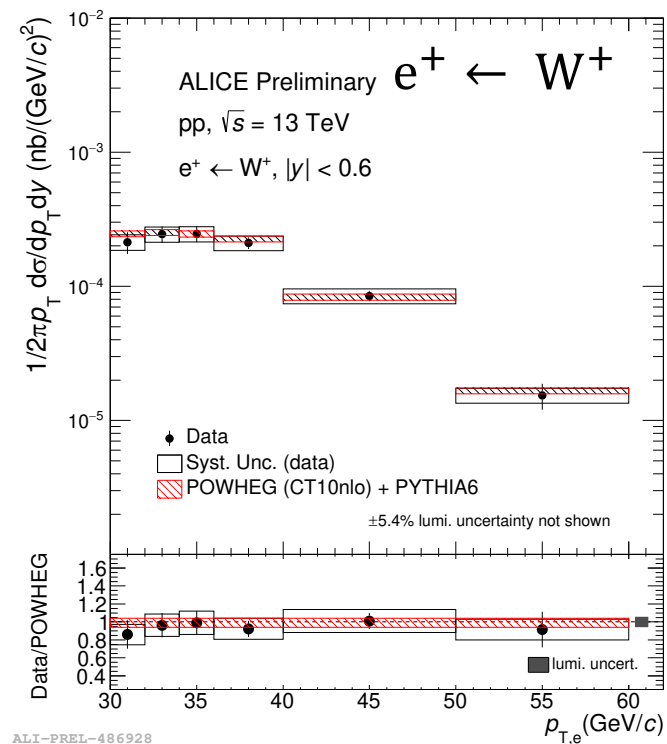 10⁻²
ALICE Preliminary e⁺ ← W⁺
pp, √s = 13 TeV
e⁺ ← W⁺, |y| < 0.6
10⁻³
10⁻⁴
10⁻⁵
1/2πp_T dσ/dp_T dy (nb/(GeV/c)²)
Data
Syst. Unc. (data)
POWHEG (CT10nlo) + PYTHIA6
±5.4% lumi. uncertainty not shown
Data/POWHEG
1.6
1.4
1.2
1
0.8
0.6
0.4
lumi. uncert.
30 35 40 45 50 55 60
p_T,e (GeV/c)
ALI-PREL-486928